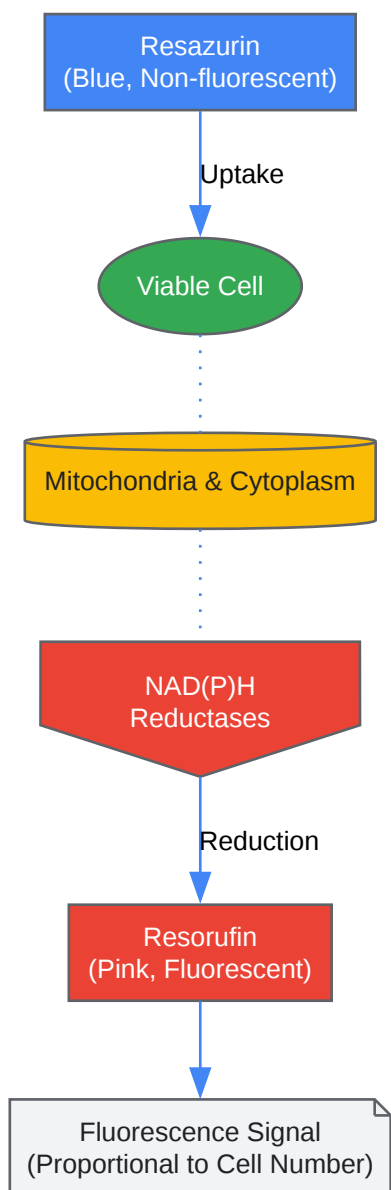 Resazurin
(Blue, Non-fluorescent)
Uptake
Viable Cell
Mitochondria & Cytoplasm
NAD(P)H
Reductases
Reduction
Resorufin
(Pink, Fluorescent)
Fluorescence Signal
(Proportional to Cell Number)